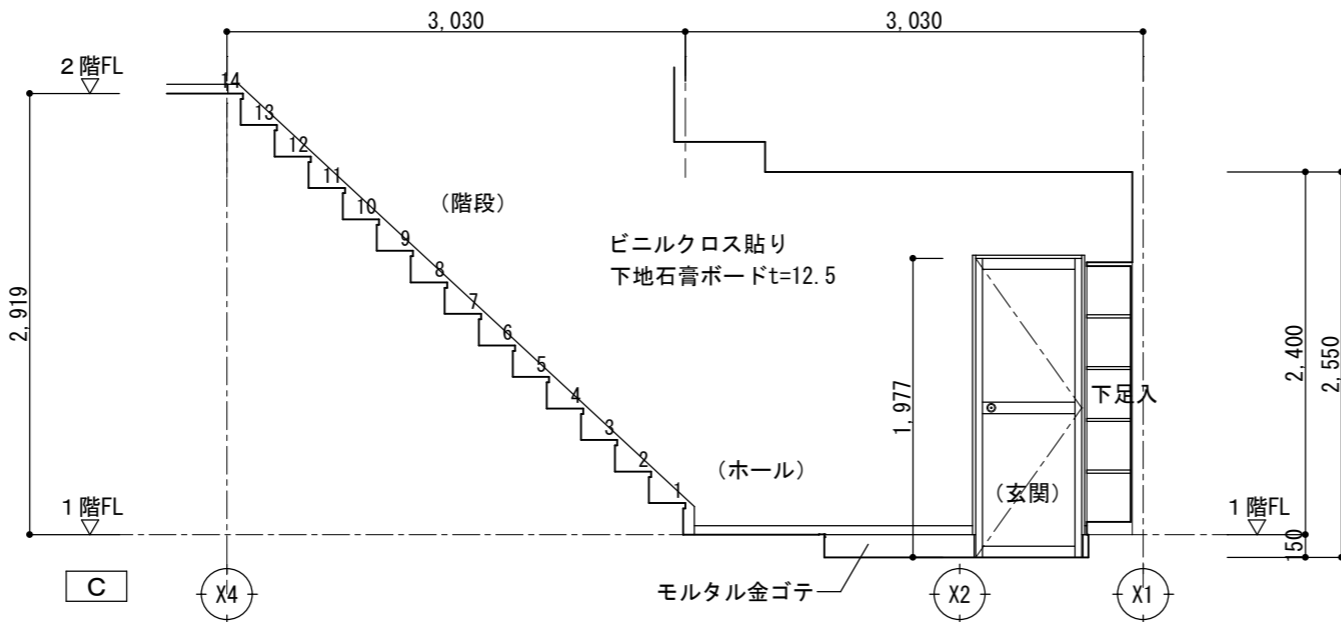 3,030
3,030
２階FL
14
13
12
11
10
9
8
7
6
5
4
3
2
1
(階段)
ビニルクロス貼り
下地石膏ボードt=12.5
2,919
1,977
2,400
2,550
下足入
(ホール)
(玄関)
１階FL
１階FL
150
モルタル金ゴテ
C
X4
X2
X1